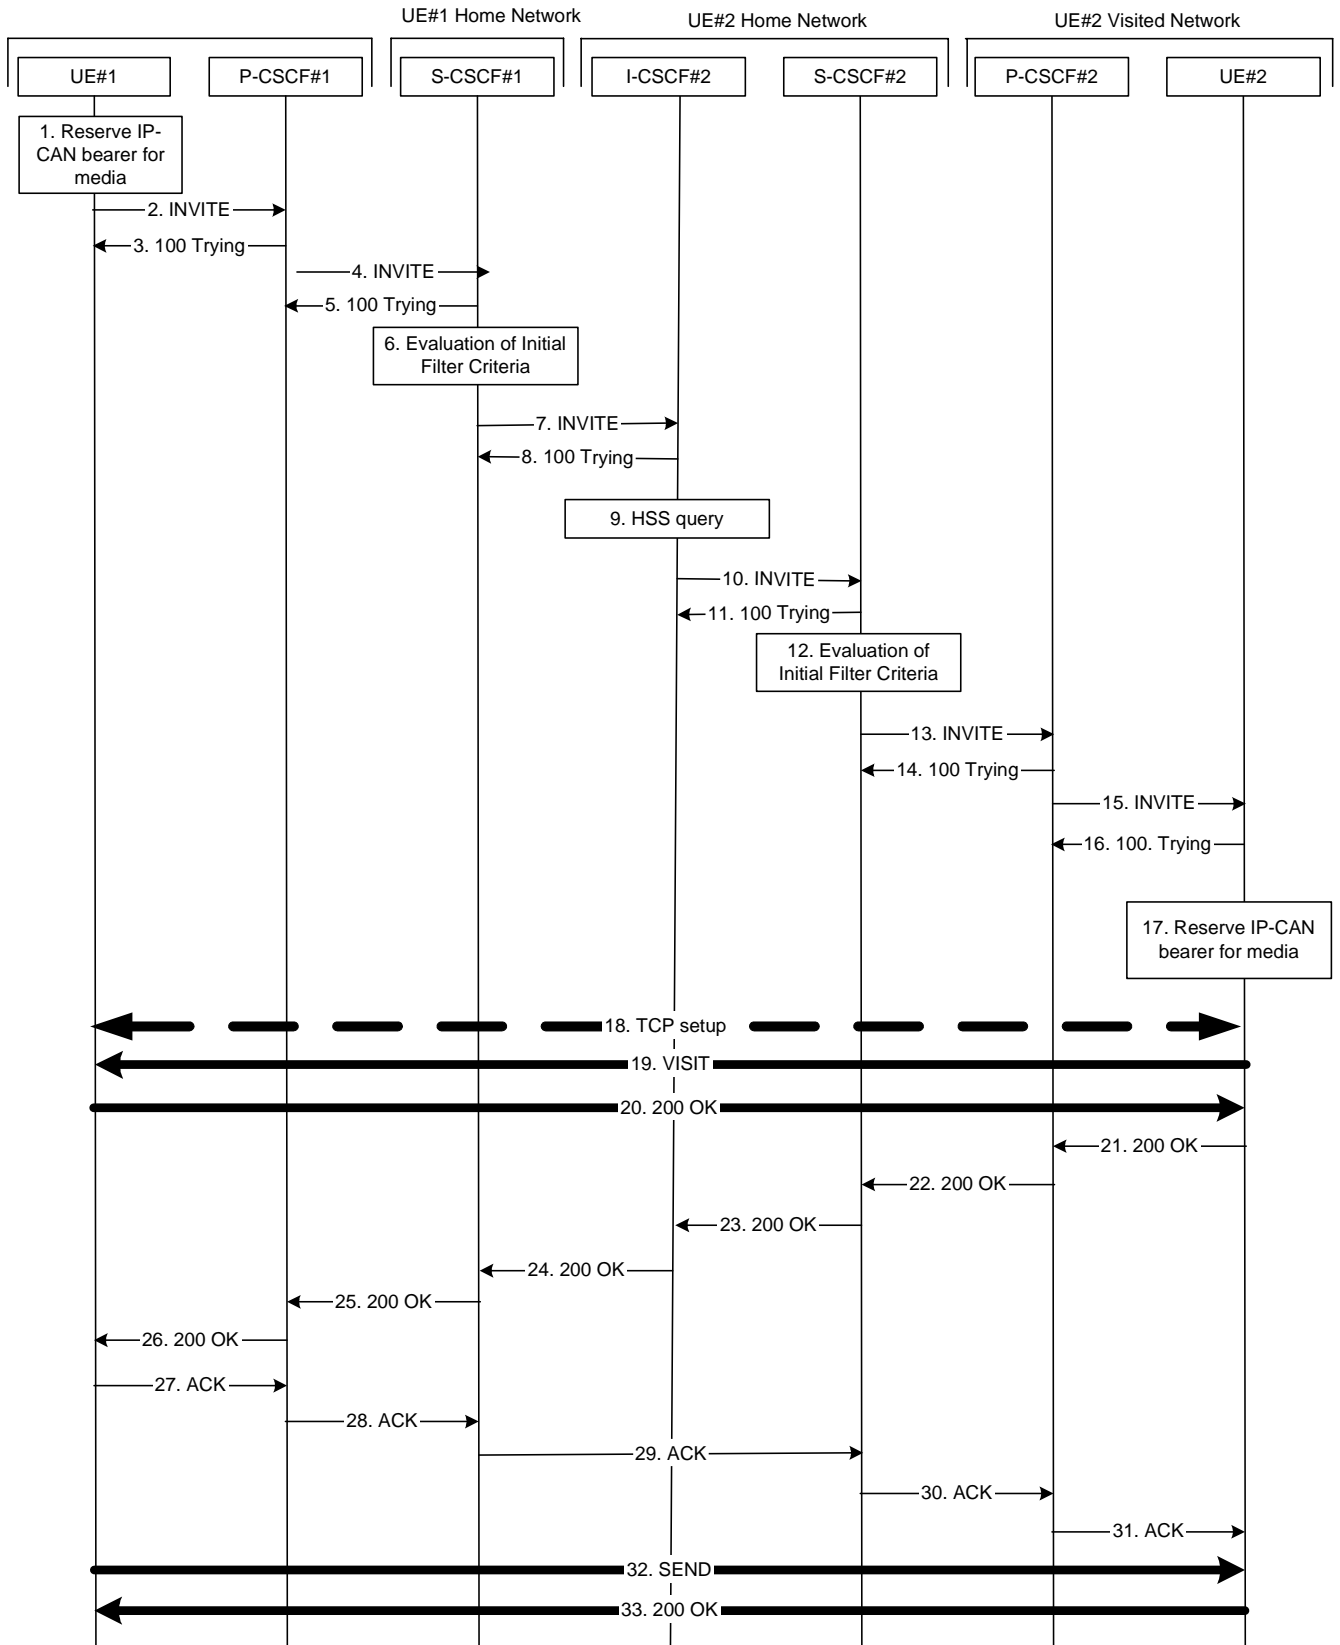 UE#1 Home Network
UE#2 Home Network
UE#2 Visited Network
UE#1
P-CSCF#1
S-CSCF#1
I-CSCF#2
S-CSCF#2
P-CSCF#2
UE#2
1. Reserve IP-
CAN bearer for
media
2. INVITE
3. 100 Trying
4. INVITE
5. 100 Trying
6. Evaluation of Initial
Filter Criteria
7. INVITE
8. 100 Trying
9. HSS query
10. INVITE
11. 100 Trying
12. Evaluation of
Initial Filter Criteria
13. INVITE
14. 100 Trying
15. INVITE
16. 100. Trying
17. Reserve IP-CAN
bearer for media
18. TCP setup
19. VISIT
20. 200 OK
21. 200 OK
22. 200 OK
23. 200 OK
24. 200 OK
25. 200 OK
26. 200 OK
27. ACK
28. ACK
29. ACK
30. ACK
31. ACK
32. SEND
33. 200 OK